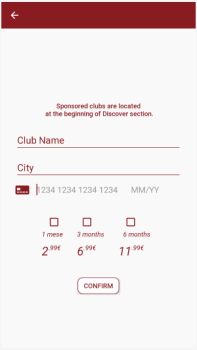 Sponsored clubs are located
at the beginning of Discover section.
Club Name
City
1234 1234 1234 1234 MM/YY
1 mese 3 months 6 months
2.99€ 6.99€ 11.99€
CONFIRM